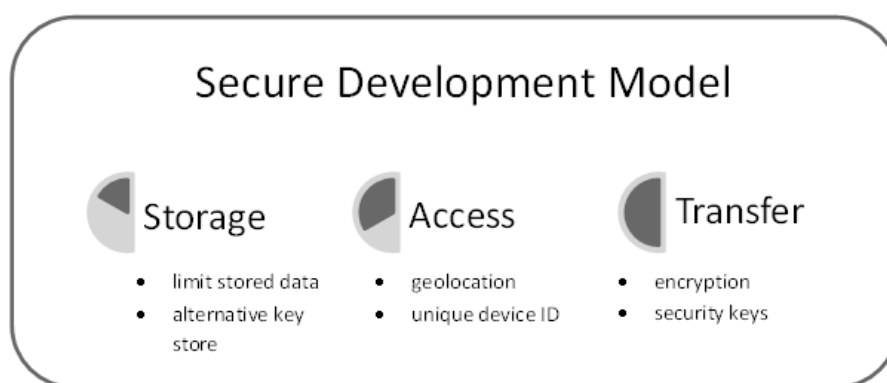 Secure Development Model
Storage
• limit stored data
• alternative key
store
Access
• geolocation
• unique device ID
Transfer
• encryption
• security keys